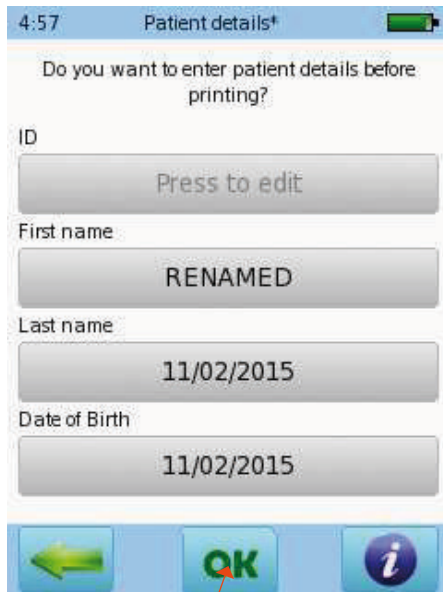 4:57 Patient details*
Do you want to enter patient details before
printing?
ID
Press to edit
First name
RENAMED
Last name
11/02/2015
Date of Birth
11/02/2015
OK i